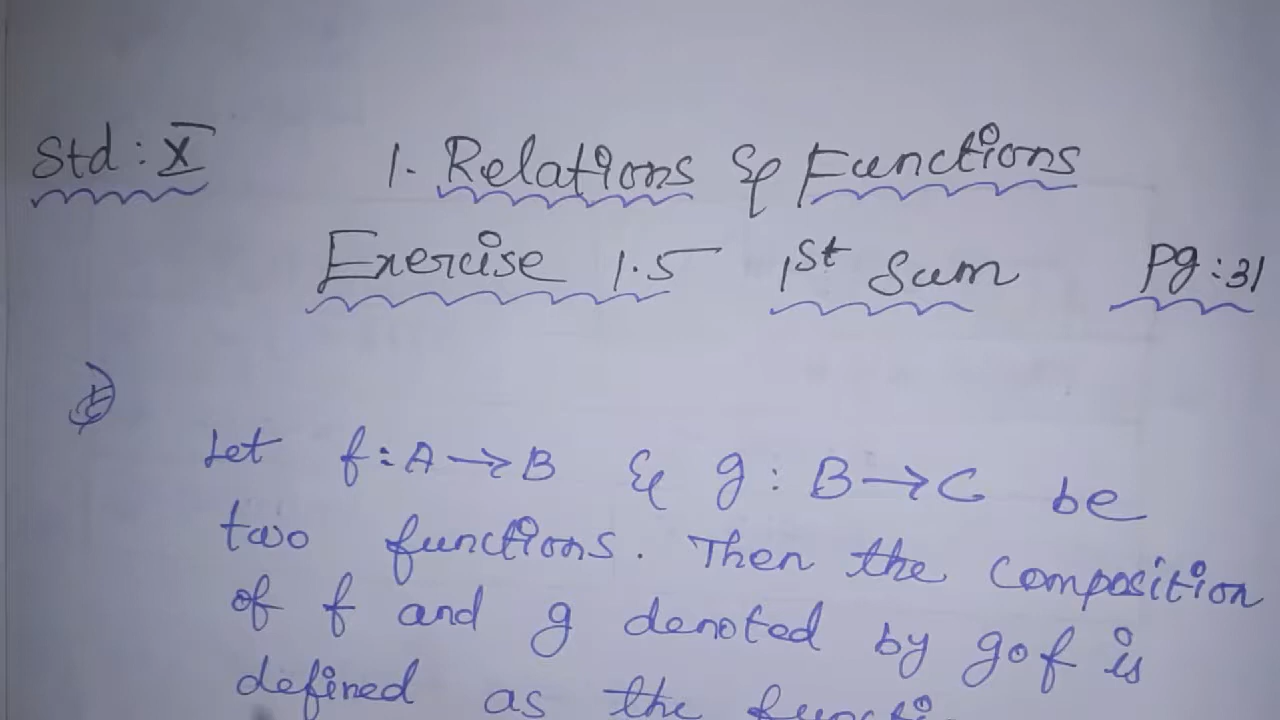 Std : X 1. Relations & Functions
Exercise 1.5 1st Sum Pg : 31
Let f : A → B & g : B → C be
two functions. Then the composition
of f and g denoted by gof is
defined as the